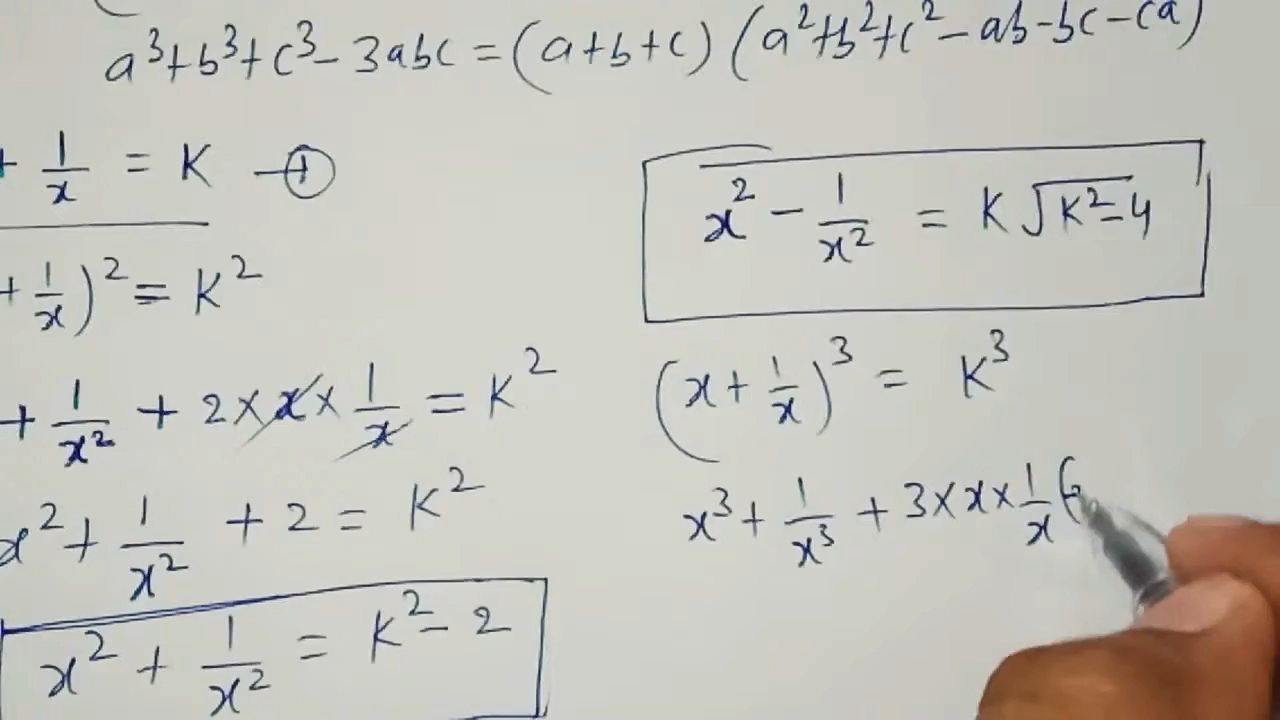 a³+b³+c³-3abc = (a+b+c) (a²+b²+c²-ab-bc-ca)
+ 1/x = K -①
+ 1/x)² = K²
+ 1/x² + 2×x×1/x = K²
x² + 1/x² + 2 = K²
x² + 1/x² = K²-2
x² - 1/x² = K√K²-4
(x + 1/x)³ = K³
x³ + 1/x³ + 3×x×1/x(